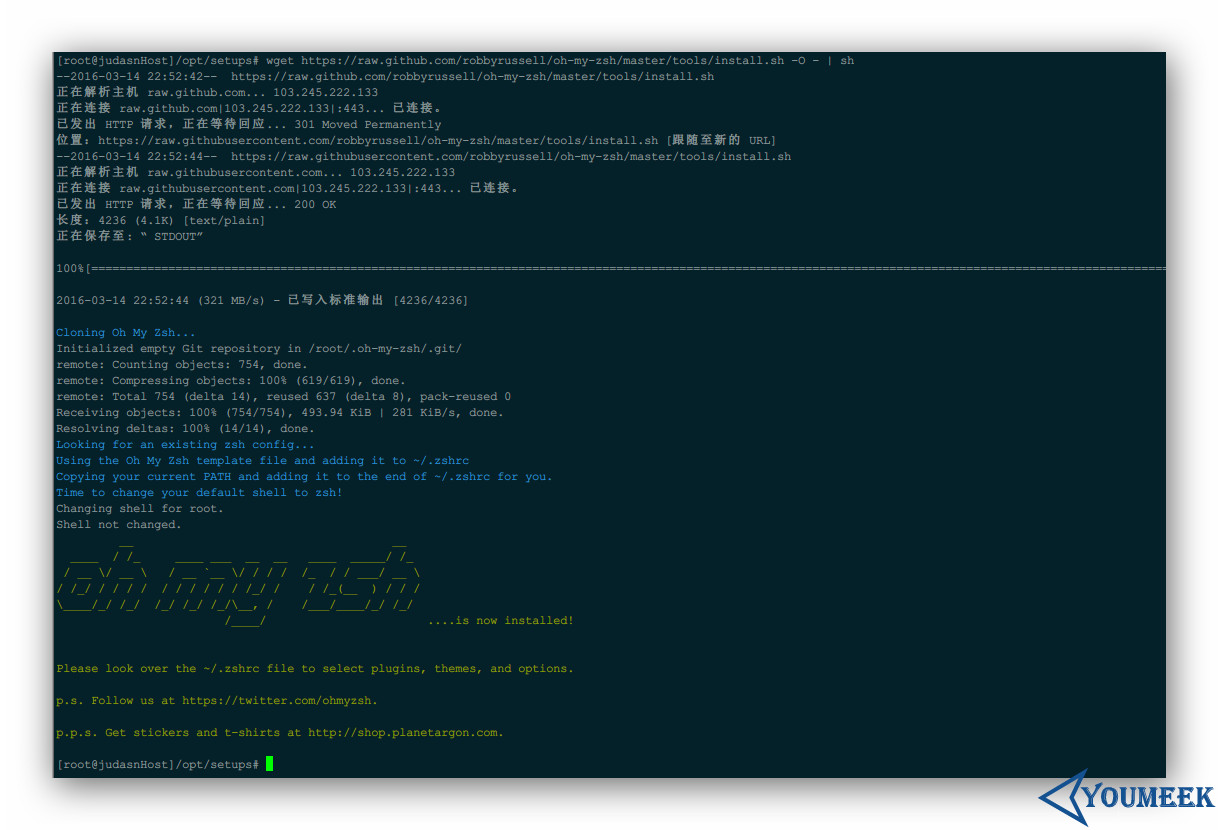 [root@judasnHost]/opt/setups# wget https://raw.github.com/robbyrussell/oh-my-zsh/master/tools/install.sh -O - | sh
--2016-03-14 22:52:42--  https://raw.github.com/robbyrussell/oh-my-zsh/master/tools/install.sh
正在解析主机 raw.github.com... 103.245.222.133
正在连接 raw.github.com|103.245.222.133|:443... 已连接。
已发出 HTTP 请求，正在等待回应... 301 Moved Permanently
位置：https://raw.githubusercontent.com/robbyrussell/oh-my-zsh/master/tools/install.sh [跟随至新的 URL]
--2016-03-14 22:52:44--  https://raw.githubusercontent.com/robbyrussell/oh-my-zsh/master/tools/install.sh
正在解析主机 raw.githubusercontent.com... 103.245.222.133
正在连接 raw.githubusercontent.com|103.245.222.133|:443... 已连接。
已发出 HTTP 请求，正在等待回应... 200 OK
长度：4236 (4.1K) [text/plain]
正在保存至: “ STDOUT”
100%[======================================================================================================================================================>
2016-03-14 22:52:44 (321 MB/s) - 已写入标准输出 [4236/4236]
Cloning Oh My Zsh...
Initialized empty Git repository in /root/.oh-my-zsh/.git/
remote: Counting objects: 754, done.
remote: Compressing objects: 100% (619/619), done.
remote: Total 754 (delta 14), reused 637 (delta 8), pack-reused 0
Receiving objects: 100% (754/754), 493.94 KiB | 281 KiB/s, done.
Resolving deltas: 100% (14/14), done.
Looking for an existing zsh config...
Using the Oh My Zsh template file and adding it to ~/.zshrc
Copying your current PATH and adding it to the end of ~/.zshrc for you.
Time to change your default shell to zsh!
Changing shell for root.
Shell not changed.
oh my zsh
....is now installed!
Please look over the ~/.zshrc file to select plugins, themes, and options.
p.s. Follow us at https://twitter.com/ohmyzsh.
p.p.s. Get stickers and t-shirts at http://shop.planetargon.com.
[root@judasnHost]/opt/setups#
YOUMEEK